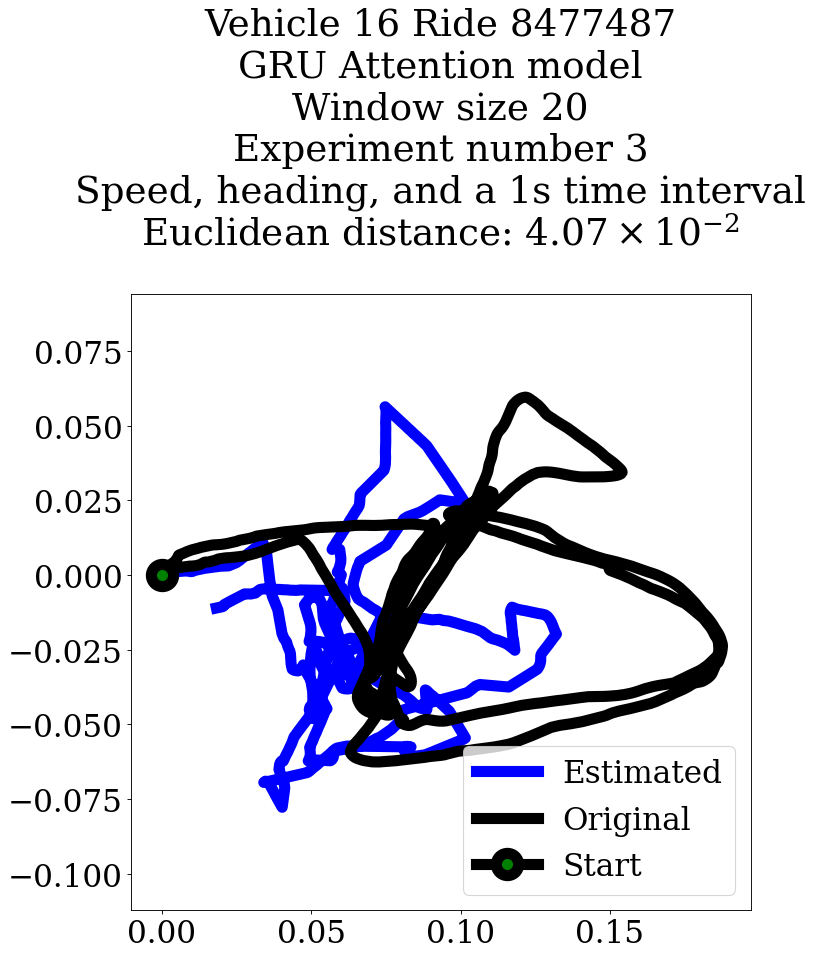 Vehicle 16 Ride 8477487
GRU Attention model
Window size 20
Experiment number 3
Speed, heading, and a 1s time interval
Euclidean distance: 4.07 × 10⁻²
0.075
0.050
0.025
0.000
−0.025
−0.050
−0.075
−0.100
0.00 0.05 0.10 0.15
Estimated
Original
Start